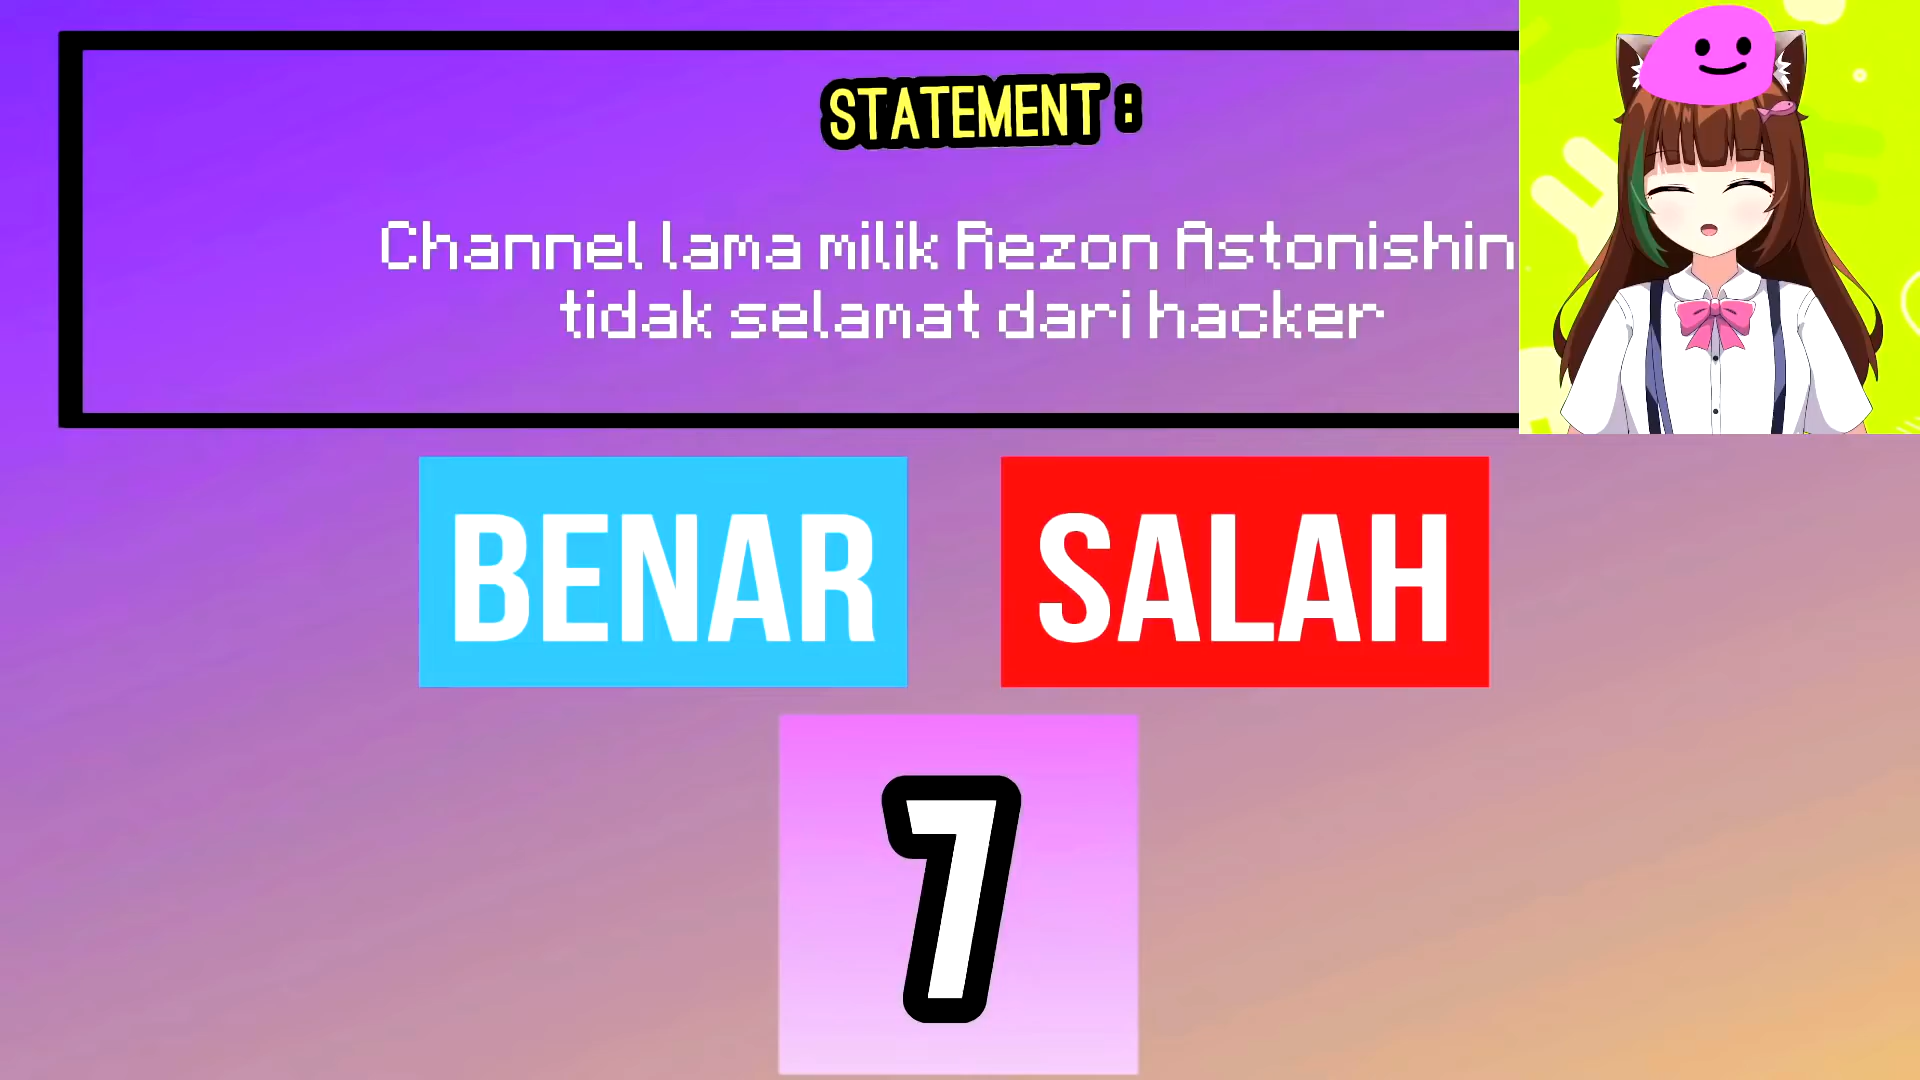 STATEMENT :
Channel lama milik Rezon Astonishin
tidak selamat dari hacker
BENAR
SALAH
7